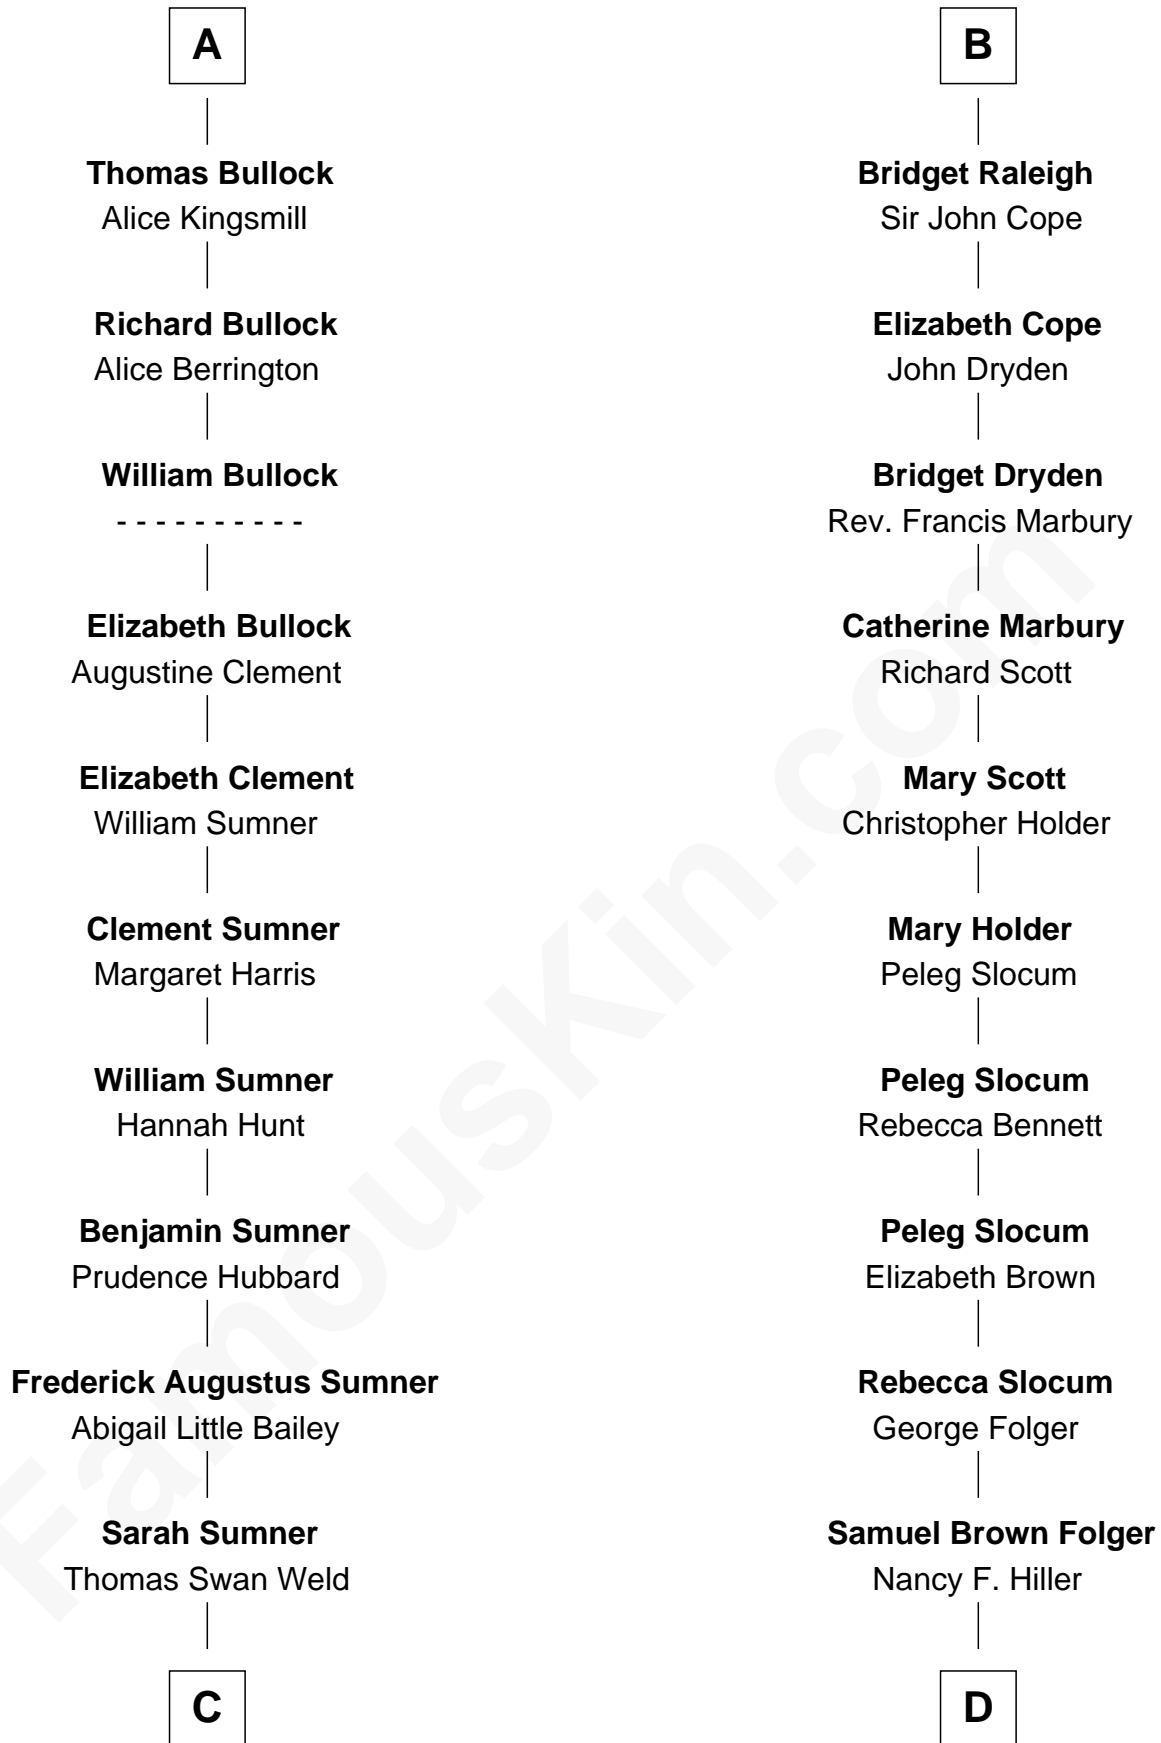 A
Thomas Bullock
Alice Kingsmill
Richard Bullock
Alice Berrington
William Bullock
- - - - - - - - - -
Elizabeth Bullock
Augustine Clement
Elizabeth Clement
William Sumner
Clement Sumner
Margaret Harris
William Sumner
Hannah Hunt
Benjamin Sumner
Prudence Hubbard
Frederick Augustus Sumner
Abigail Little Bailey
Sarah Sumner
Thomas Swan Weld
C
B
Bridget Raleigh
Sir John Cope
Elizabeth Cope
John Dryden
Bridget Dryden
Rev. Francis Marbury
Catherine Marbury
Richard Scott
Mary Scott
Christopher Holder
Mary Holder
Peleg Slocum
Peleg Slocum
Rebecca Bennett
Peleg Slocum
Elizabeth Brown
Rebecca Slocum
George Folger
Samuel Brown Folger
Nancy F. Hiller
D
FamousKin.com